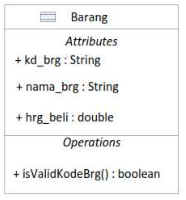 Barang
Attributes
+ kd_brg : String
+ nama_brg : String
+ hrg_beli : double
Operations
+ isValidKodeBrg() : boolean